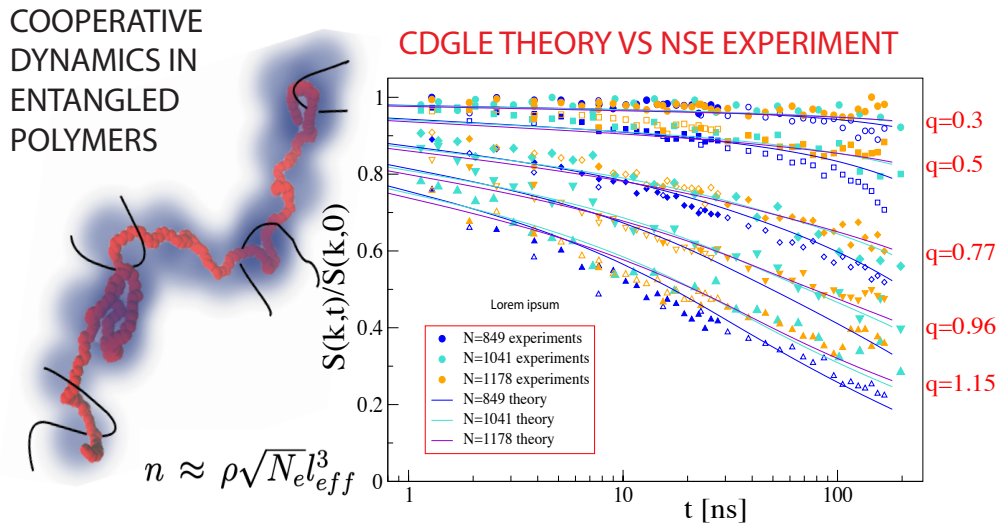 COOPERATIVE
DYNAMICS IN
ENTANGLED
POLYMERS
n ≈ ρ√Nₑl³eff
CDGLE THEORY VS NSE EXPERIMENT
S(k,t)/S(k,0)
1
0.8
0.6
0.4
0.2
0
q=0.3
q=0.5
q=0.77
q=0.96
q=1.15
Lorem ipsum
N=849 experiments
N=1041 experiments
N=1178 experiments
N=849 theory
N=1041 theory
N=1178 theory
1 10 100
t [ns]